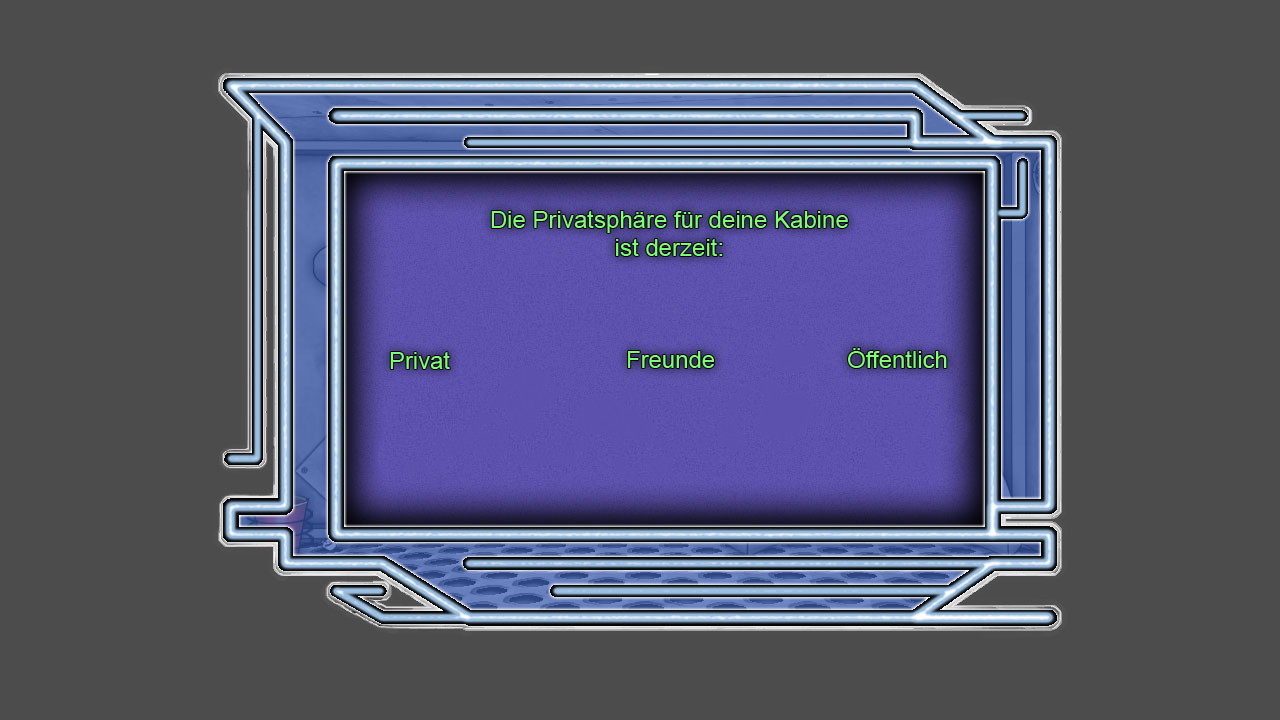 Die Privatsphäre für deine Kabine
ist derzeit:
Privat
Freunde
Öffentlich